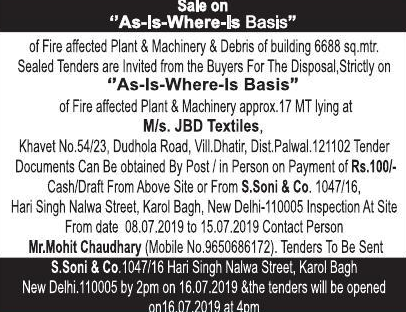 Sale on
"As-Is-Where-Is Basis"
of Fire affected Plant & Machinery & Debris of building 6688 sq.mtr.
Sealed Tenders are Invited from the Buyers For The Disposal,Strictly on
"As-Is-Where-Is Basis"
of Fire affected Plant & Machinery approx.17 MT lying at
M/s. JBD Textiles,
Khavet No.54/23, Dudhola Road, Vill.Dhatir, Dist.Palwal.121102 Tender
Documents Can be Obtained By Post / in Person on Payment of Rs.100/-
Cash/Draft From Above Site or From S.Soni & Co. 1047/16,
Hari Singh Nalwa Street, Karol Bagh, New Delhi-110005 Inspection At Site
From date 08.07.2019 to 15.07.2019 Contact Person
Mr.Mohit Chaudhary (Mobile No.9650686172). Tenders To Be Sent
S.Soni & Co.1047/16 Hari Singh Nalwa Street, Karol Bagh
New Delhi.110005 by 2pm on 16.07.2019 &the tenders will be opened
on16.07.2019 at 4pm